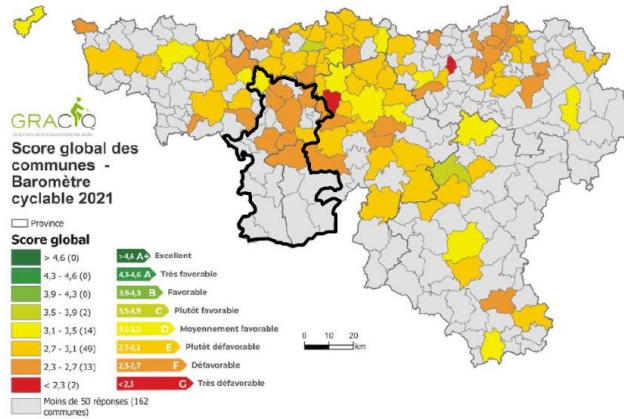 GRACQ
LES CYCLISTES QUOTIDIENS ASBL
Score global des
communes -
Baromètre
cyclable 2021
Province
Score global
> 4,6 (0)
4,3 - 4,6 (0)
3,9 - 4,3 (0)
3,5 - 3,9 (2)
3,1 - 3,5 (14)
2,7 - 3,1 (49)
2,3 - 2,7 (33)
< 2,3 (2)
Moins de 50 réponses (162
communes)
>4,6 A+ Excellent
4,3-4,6 A Très favorable
3,9-4,3 B Favorable
3,5-3,9 C Plutôt favorable
3,1-3,5 D Moyennement favorable
2,7-3,1 E Plutôt défavorable
2,3-2,7 F Défavorable
<2,3 G Très défavorable
0 10 20
km